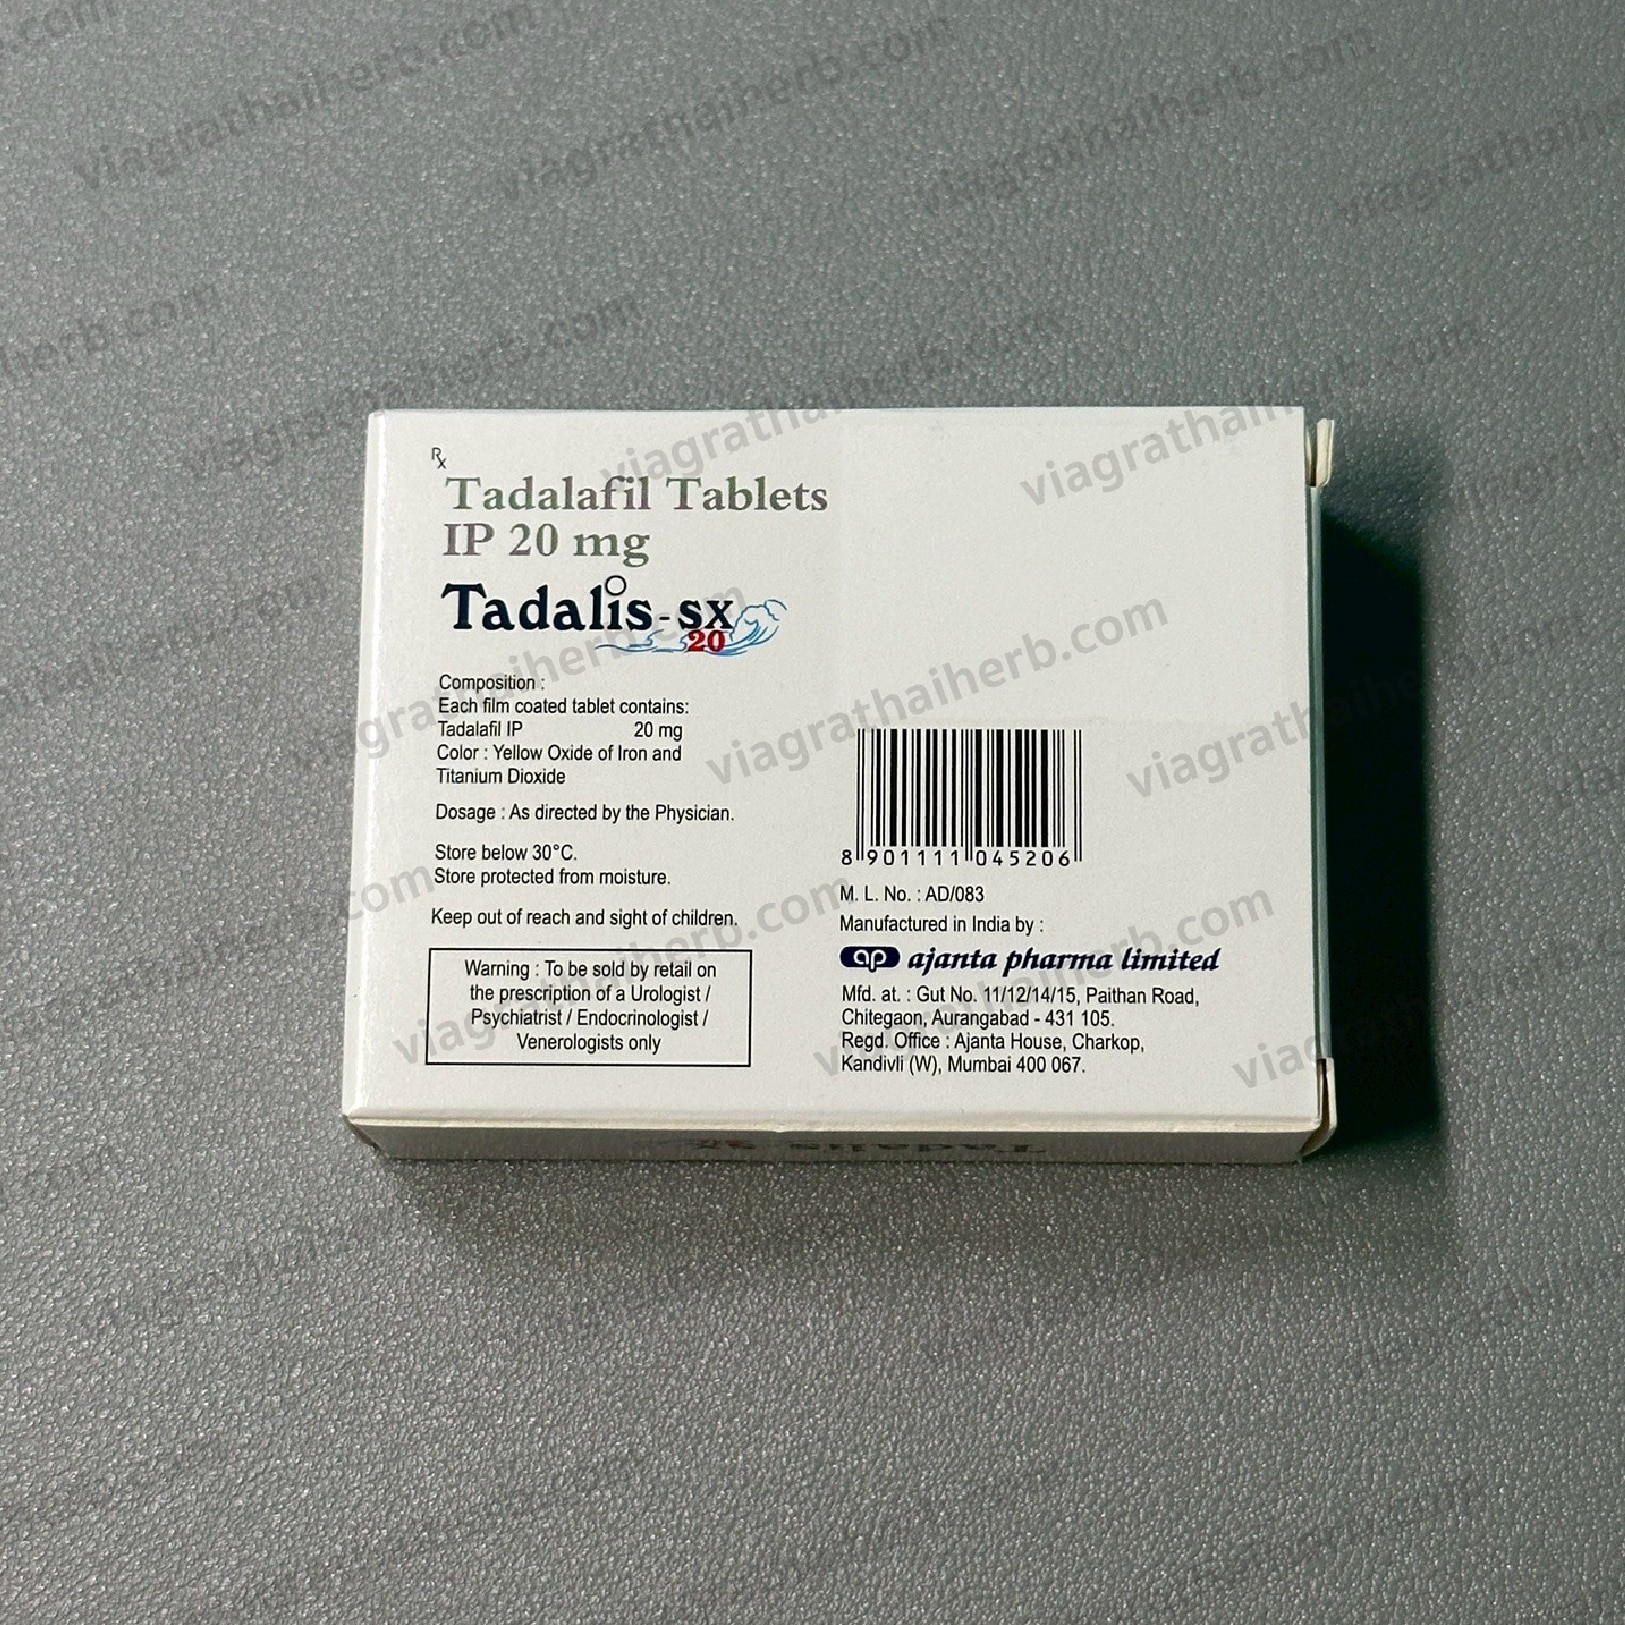 Rx
Tadalafil Tablets
IP 20 mg
Tadalis-sx
20
Composition :
Each film coated tablet contains:
Tadalafil IP 20 mg
Color : Yellow Oxide of Iron and
Titanium Dioxide
Dosage : As directed by the Physician.
Store below 30°C.
Store protected from moisture.
Keep out of reach and sight of children.
Warning : To be sold by retail on
the prescription of a Urologist /
Psychiatrist / Endocrinologist /
Venerologists only
8 901111 045206
M. L. No. : AD/083
Manufactured in India by :
ap ajanta pharma limited
Mfd. at. : Gut No. 11/12/14/15, Paithan Road,
Chitegaon, Aurangabad - 431 105.
Regd. Office : Ajanta House, Charkop,
Kandivli (W), Mumbai 400 067.
Tadalis sx
viagrathaiherb.com